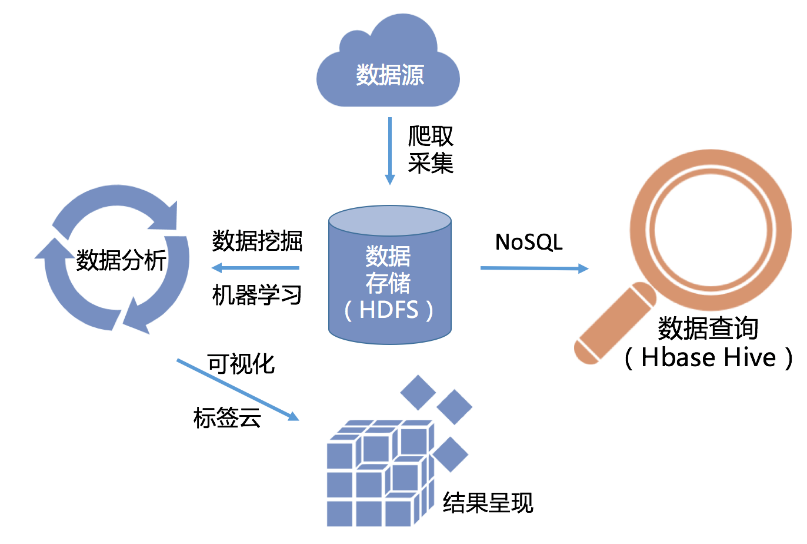 数据源
爬取
采集
数据挖掘
机器学习
数据分析
数据
存储
（HDFS）
NoSQL
数据查询
（Hbase Hive）
可视化
标签云
结果呈现